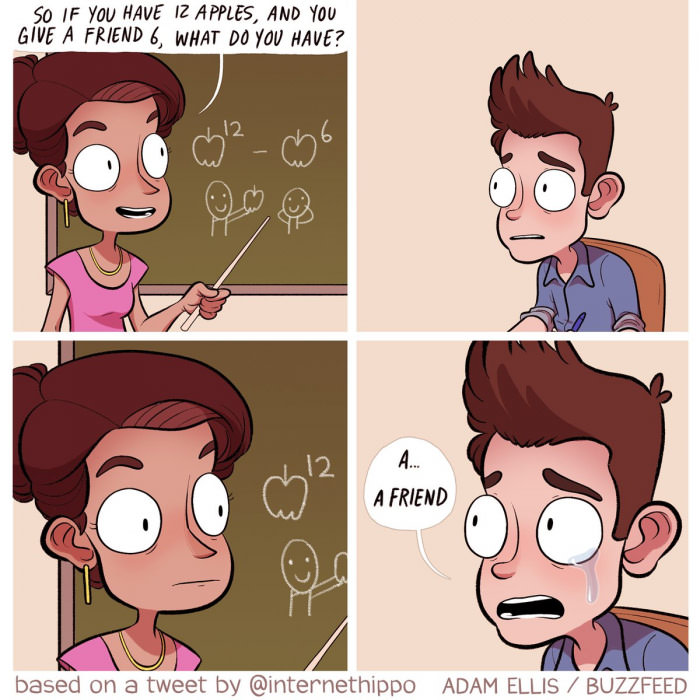 SO IF YOU HAVE 12 APPLES, AND YOU
GIVE A FRIEND 6, WHAT DO YOU HAVE?
12 - 6
12
A...
A FRIEND
based on a tweet by @internethippo ADAM ELLIS / BUZZFEED